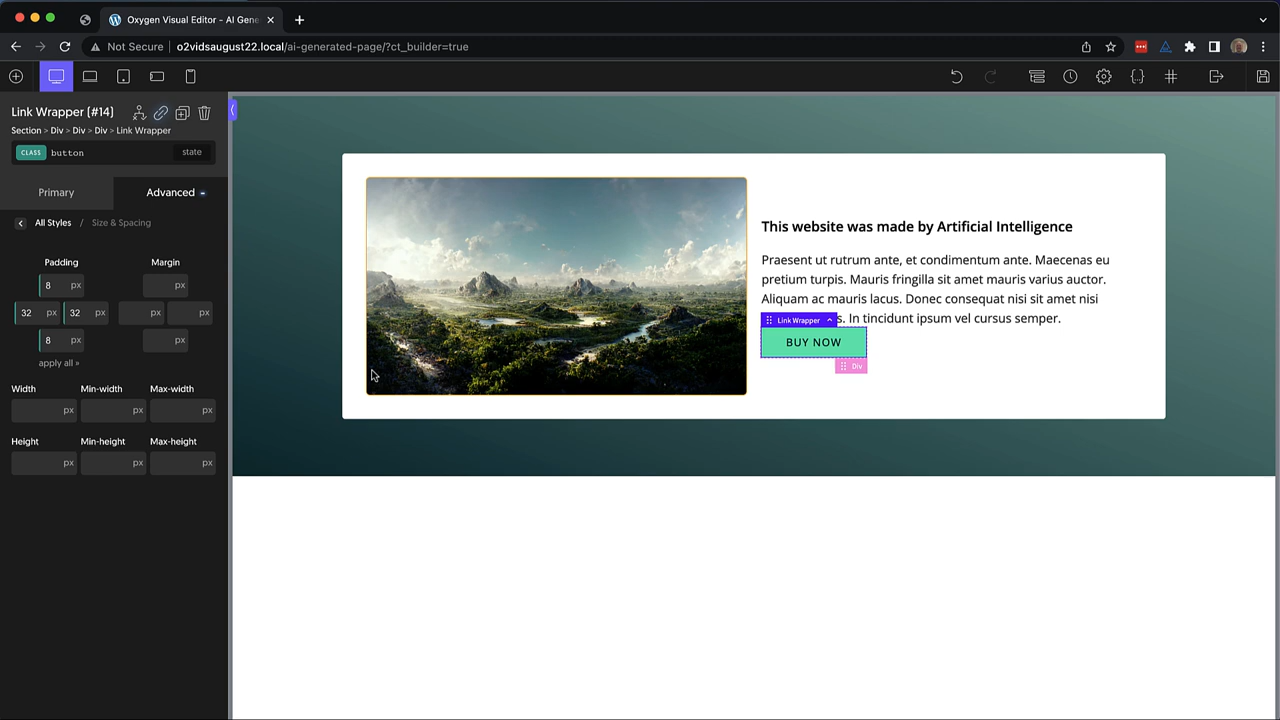 Oxygen Visual Editor - AI Gene
Not Secure
o2vidsaugust22.local/ai-generated-page/?ct_builder=true
Link Wrapper (#14)
Section > Div > Div > Div > Link Wrapper
CLASS button state
Primary Advanced
All Styles / Size & Spacing
Padding Margin
8 px px
32 px 32 px px px
8 px px
apply all »
Width Min-width Max-width
px px px
Height Min-height Max-height
px px px
This website was made by Artificial Intelligence
Praesent ut rutrum ante, et condimentum ante. Maecenas eu
pretium turpis. Mauris fringilla sit amet mauris varius auctor.
Aliquam ac mauris lacus. Donec consequat nisi sit amet nisi
Link Wrapper
s. In tincidunt ipsum vel cursus semper.
BUY NOW
Div